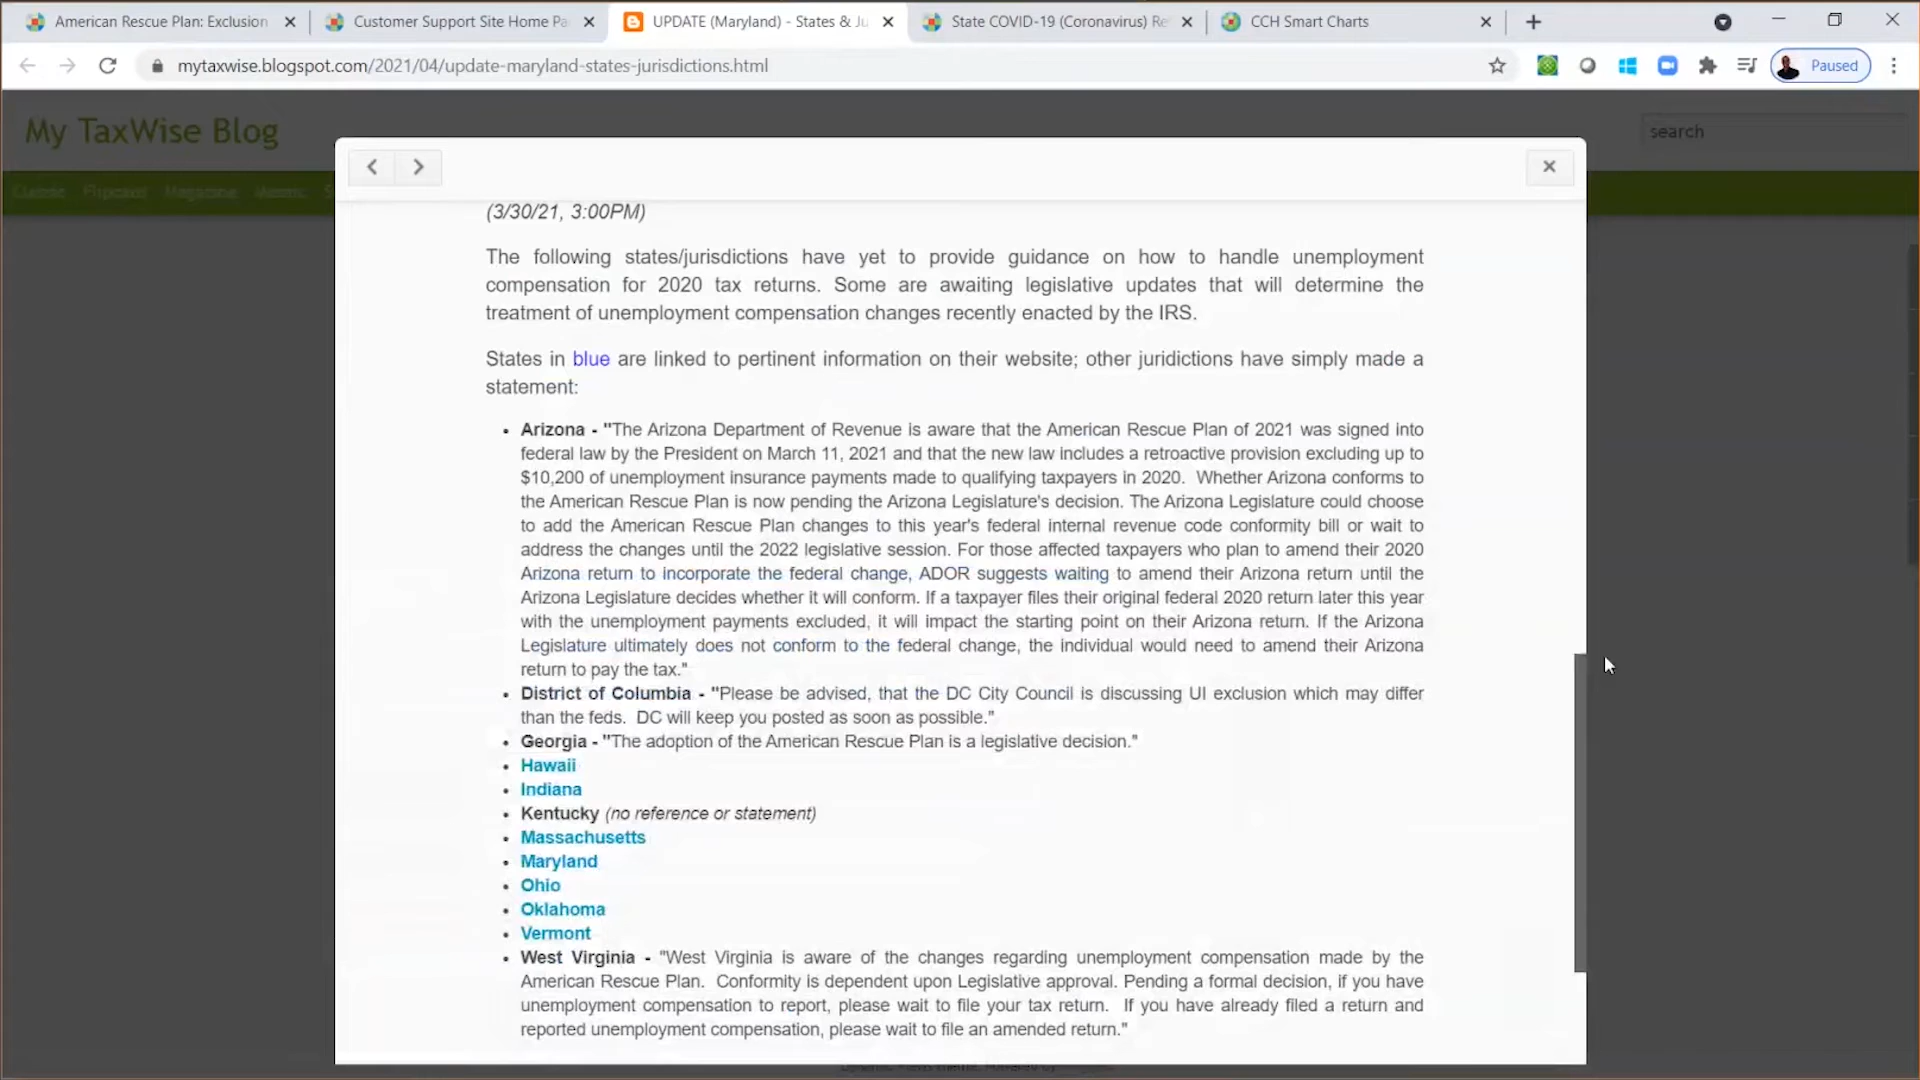 American Rescue Plan: Exclusion
Customer Support Site Home Pa
UPDATE (Maryland) - States & Ju
State COVID-19 (Coronavirus) Re
CCH Smart Charts
mytaxwise.blogspot.com/2021/04/update-maryland-states-jurisdictions.html
Paused
My TaxWise Blog
search
Classic Flipcard Magazine Mosaic S
(3/30/21, 3:00PM)
The following states/jurisdictions have yet to provide guidance on how to handle unemployment
compensation for 2020 tax returns. Some are awaiting legislative updates that will determine the
treatment of unemployment compensation changes recently enacted by the IRS.
States in blue are linked to pertinent information on their website; other juridictions have simply made a
statement:
• Arizona - "The Arizona Department of Revenue is aware that the American Rescue Plan of 2021 was signed into
federal law by the President on March 11, 2021 and that the new law includes a retroactive provision excluding up to
$10,200 of unemployment insurance payments made to qualifying taxpayers in 2020. Whether Arizona conforms to
the American Rescue Plan is now pending the Arizona Legislature's decision. The Arizona Legislature could choose
to add the American Rescue Plan changes to this year's federal internal revenue code conformity bill or wait to
address the changes until the 2022 legislative session. For those affected taxpayers who plan to amend their 2020
Arizona return to incorporate the federal change, ADOR suggests waiting to amend their Arizona return until the
Arizona Legislature decides whether it will conform. If a taxpayer files their original federal 2020 return later this year
with the unemployment payments excluded, it will impact the starting point on their Arizona return. If the Arizona
Legislature ultimately does not conform to the federal change, the individual would need to amend their Arizona
return to pay the tax."
• District of Columbia - "Please be advised, that the DC City Council is discussing UI exclusion which may differ
than the feds. DC will keep you posted as soon as possible."
• Georgia - "The adoption of the American Rescue Plan is a legislative decision."
• Hawaii
• Indiana
• Kentucky (no reference or statement)
• Massachusetts
• Maryland
• Ohio
• Oklahoma
• Vermont
• West Virginia - "West Virginia is aware of the changes regarding unemployment compensation made by the
American Rescue Plan. Conformity is dependent upon Legislative approval. Pending a formal decision, if you have
unemployment compensation to report, please wait to file your tax return. If you have already filed a return and
reported unemployment compensation, please wait to file an amended return."